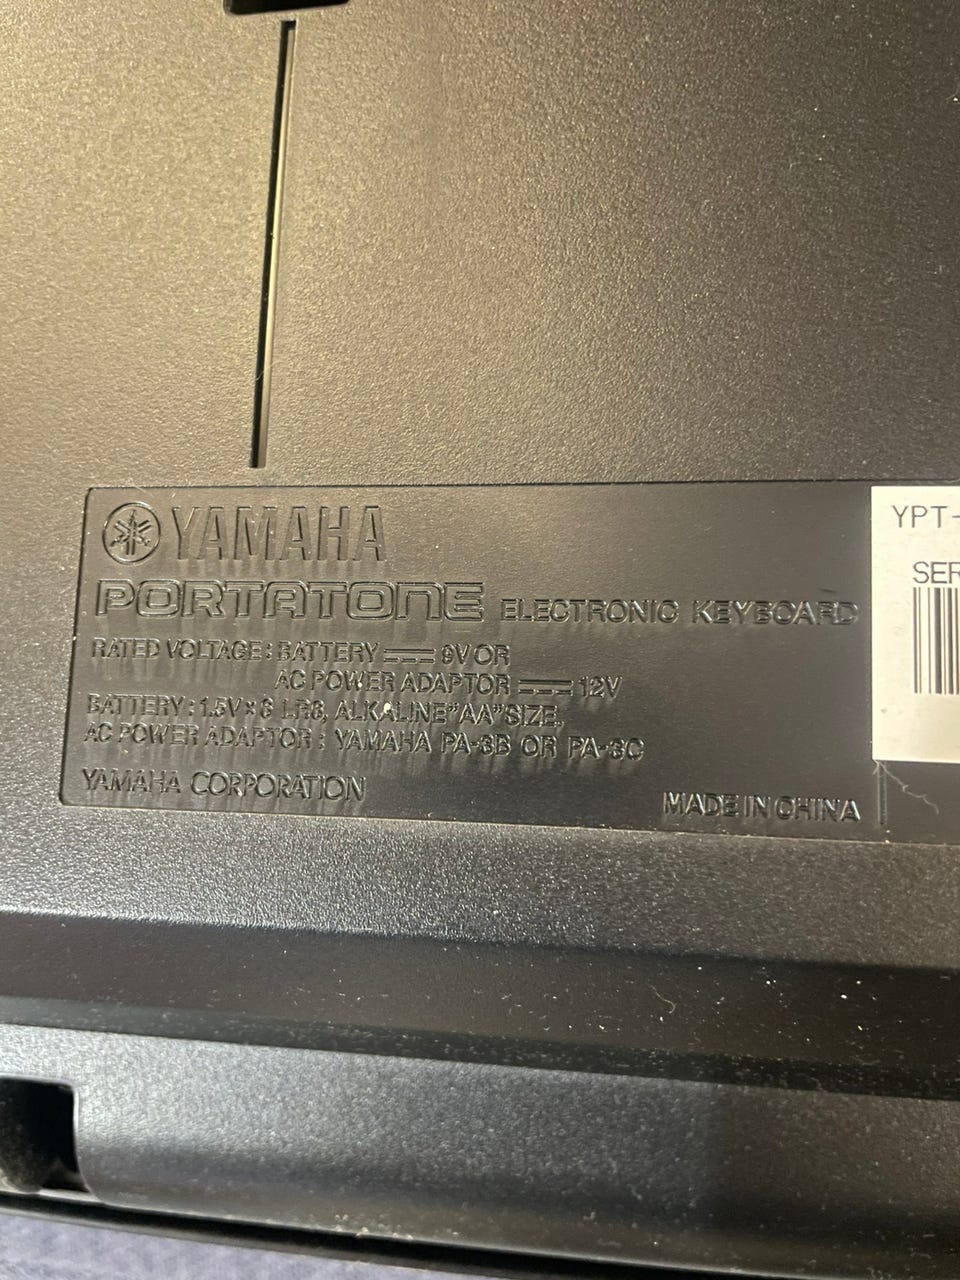 YAMAHA
PORTATONE ELECTRONIC KEYBOARD
RATED VOLTAGE : BATTERY ⎓ 9V OR
AC POWER ADAPTOR ⎓ 12V
BATTERY : 1.5V × 6 LR6, ALKALINE "AA" SIZE.
AC POWER ADAPTOR : YAMAHA PA-3B OR PA-3C
YAMAHA CORPORATION
MADE IN CHINA
YPT-
SER